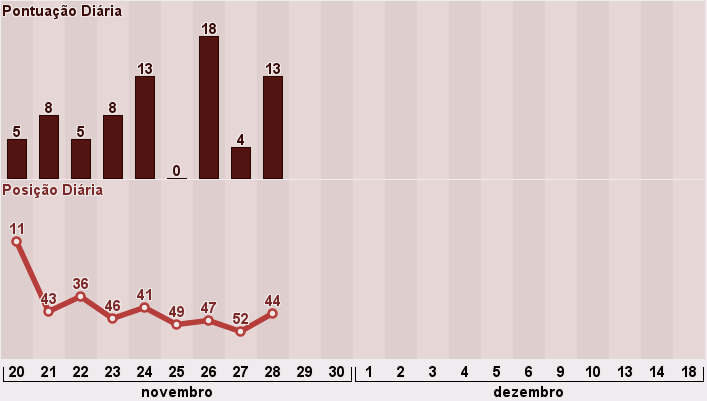 Pontuação Diária
5 8 5 8 13 0 18 4 13
Posição Diária
11 43 36 46 41 49 47 52 44
20 21 22 23 24 25 26 27 28 29 30 1 2 3 4 5 6 9 10 13 14 18
novembro dezembro